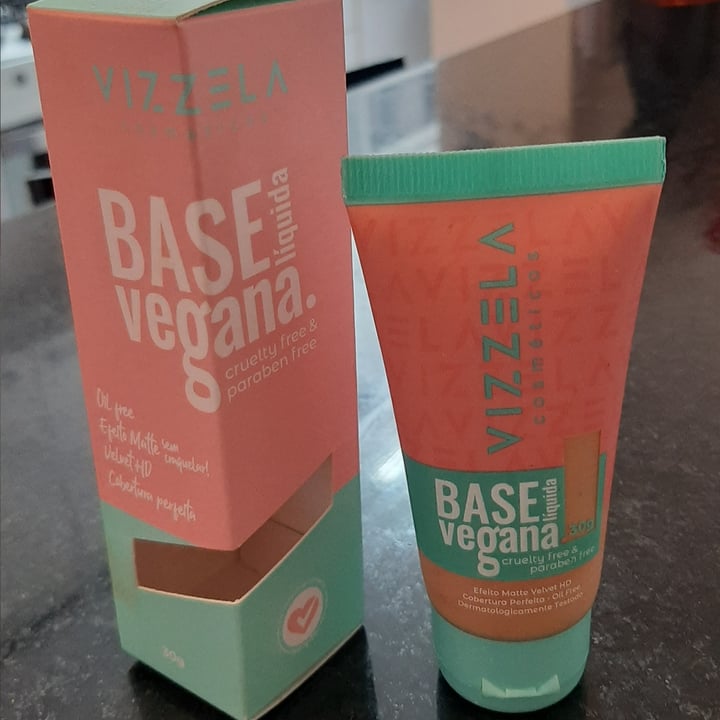 VIZZELA
COSMÉTICOS
BASE
líquida
vegana.
cruelty free &
paraben free
Oil free
Efeito Matte sem
craquelar!
Velvet HD
Cobertura perfeita
30g
VIZZELA
cosméticos
BASE
líquida
vegana.
30g
cruelty free &
paraben free
Efeito Matte Velvet HD
Cobertura Perfeita - Oil Free
Dermatologicamente Testado